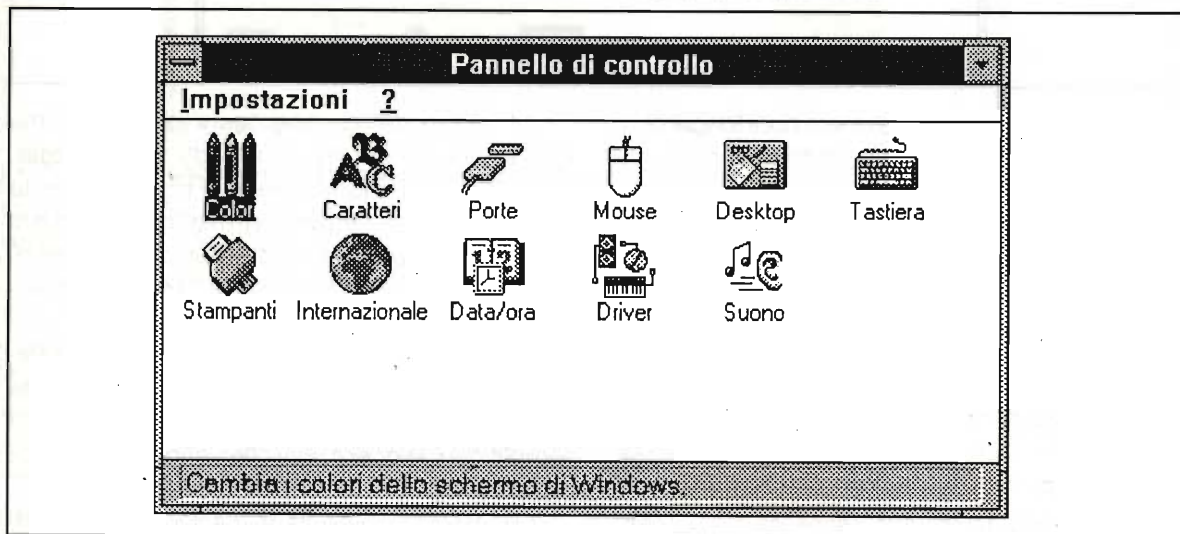 Pannello di controllo
Impostazioni ?
Colori Caratteri Porte Mouse Desktop Tastiera
Stampanti Internazionale Data/ora Driver Suono
Cambia i colori dello schermo di Windows.